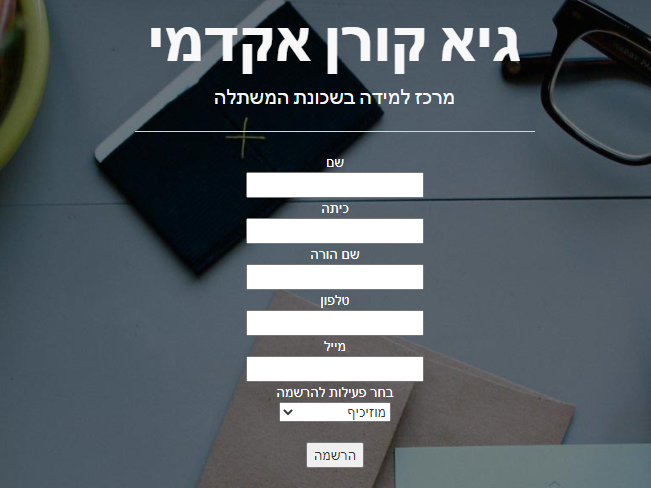 גיא קורן אקדמי
מרכז למידה בשכונת המשתלה
שם
כיתה
שם הורה
טלפון
מייל
בחר פעילות להרשמה
מוזיכיף
הרשמה